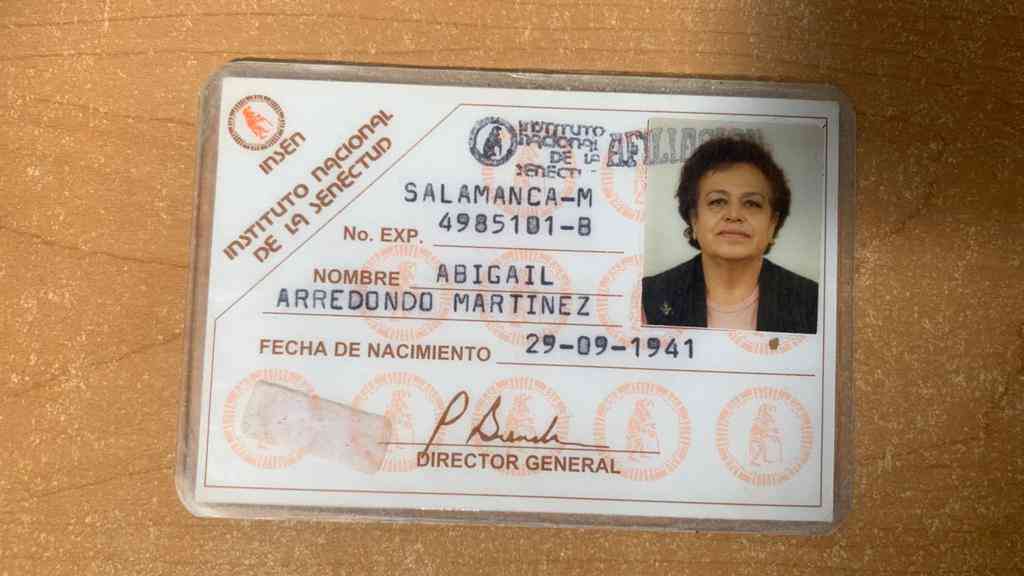 INSEN
INSTITUTO NACIONAL
DE LA SENECTUD
INSTITUTO
NACIONAL
DE LA
SENECTU
AFILIACION
SALAMANCA-M
No. EXP. 4985101-B
NOMBRE ABIGAIL
ARREDONDO MARTINEZ
FECHA DE NACIMIENTO 29-09-1941
DIRECTOR GENERAL